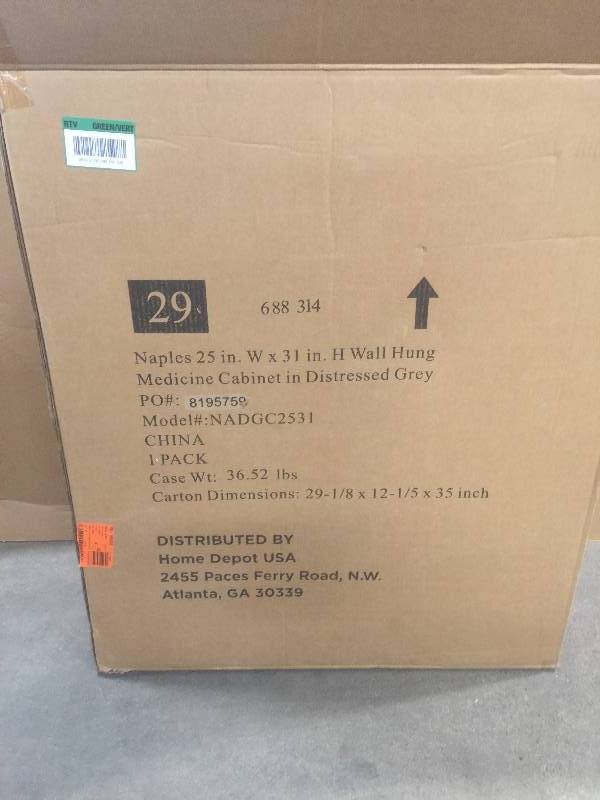 RTV GREEN/VERT
29
688 314
Naples 25 in. W x 31 in. H Wall Hung
Medicine Cabinet in Distressed Grey
PO#: 8195759
Model#:NADGC2531
CHINA
1 PACK
Case Wt: 36.52 lbs
Carton Dimensions: 29-1/8 x 12-1/5 x 35 inch
DISTRIBUTED BY
Home Depot USA
2455 Paces Ferry Road, N.W.
Atlanta, GA 30339